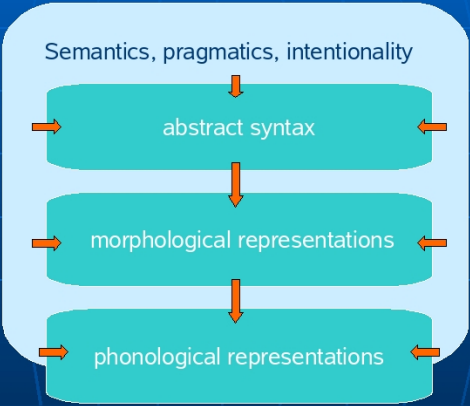 Semantics, pragmatics, intentionality
abstract syntax
morphological representations
phonological representations